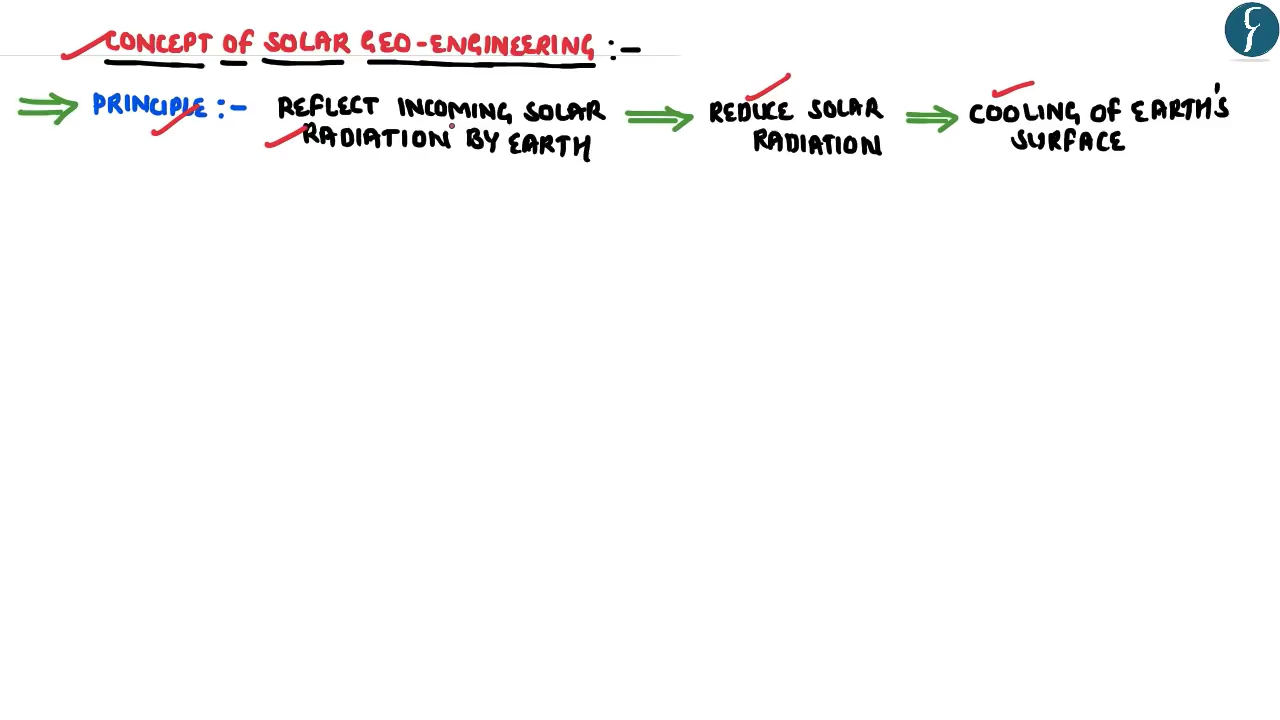 CONCEPT OF SOLAR GEO-ENGINEERING :-
PRINCIPLE :- REFLECT INCOMING SOLAR RADIATION BY EARTH ⇒ REDUCE SOLAR RADIATION ⇒ COOLING OF EARTH'S SURFACE